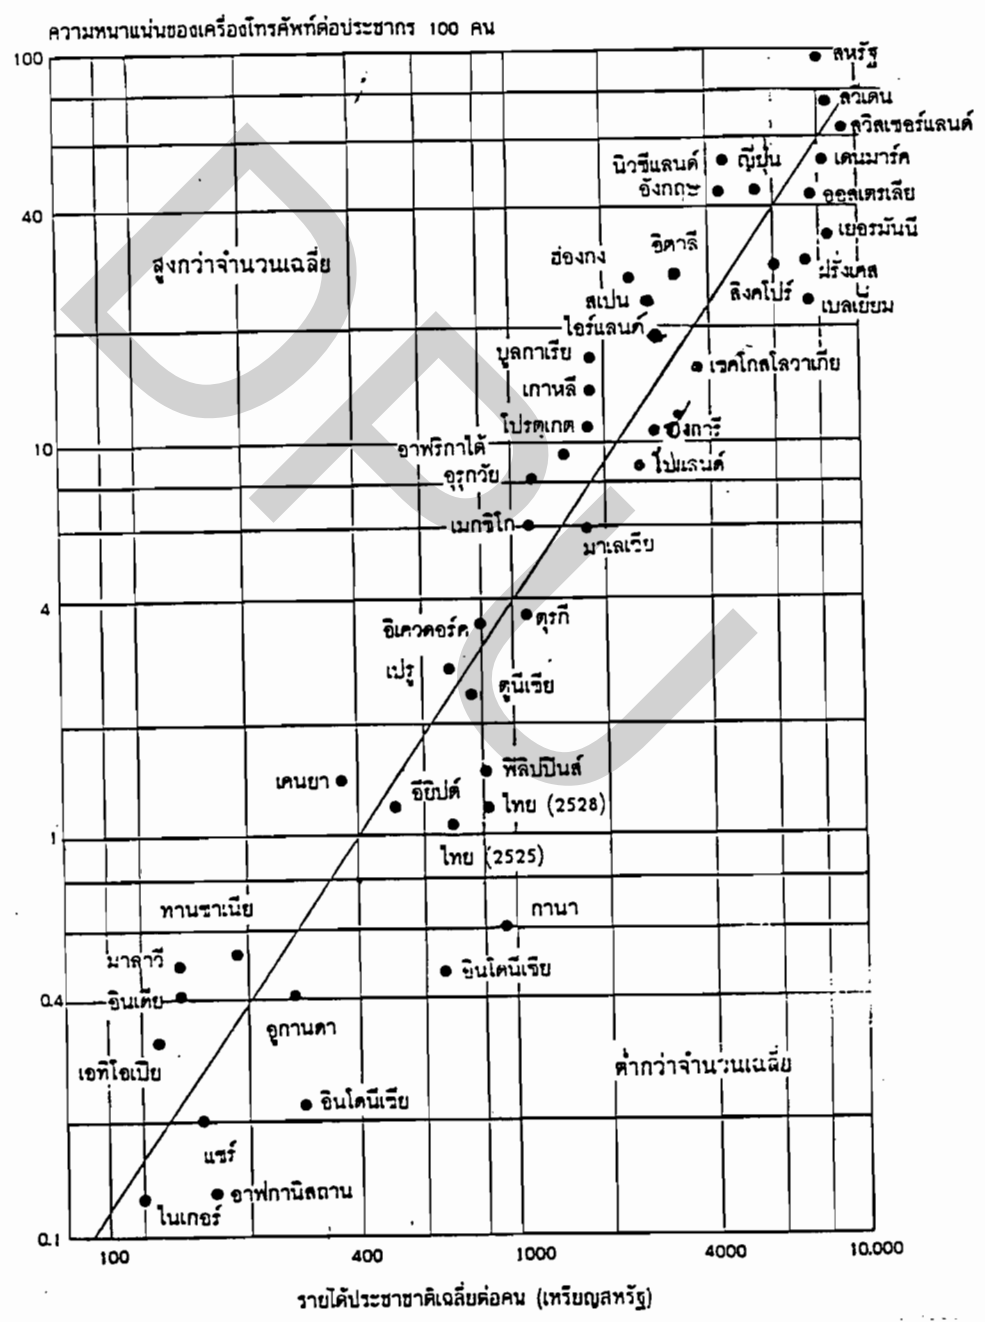 ความหนาแน่นของเครื่องโทรศัพท์ต่อประชากร 100 คน
100
สหรัฐ
สวีเดน
สวิสเซอร์แลนด์
นิวซีแลนด์
ญี่ปุ่น
เดนมาร์ค
อังกฤษ
ออสเตรเลีย
40
เยอรมันนี
สูงกว่าจำนวนเฉลี่ย
ฮ่องกง
อิตาลี
ฝรั่งเศส
สเปน
สิงคโปร์
เบลเยี่ยม
ไอร์แลนด์
บูลกาเรีย
เชคโกสโลวาเกีย
เกาหลี
โปรตุเกต
ฮังการี
10
อาฟริกาใต้
โปแลนด์
อุรุกวัย
เมกซิโก
มาเลเซีย
4
อิเควดอร์ค
ตุรกี
เปรู
ตูนีเซีย
เคนยา
อียิปต์
ฟิลิปปินส์
ไทย (2528)
1
ไทย (2525)
ทานซาเนีย
กานา
มาลาวี
อินโดนีเซีย
0.4
อินเดีย
อูกานดา
เอทิโอเปีย
ต่ำกว่าจำนวนเฉลี่ย
อินโดนีเซีย
แซร์
อาฟกานิสถาน
ไนเกอร์
0.1
100
400
1000
4000
10.000
รายได้ประชาชาติเฉลี่ยต่อคน (เหรียญสหรัฐ)
DPU